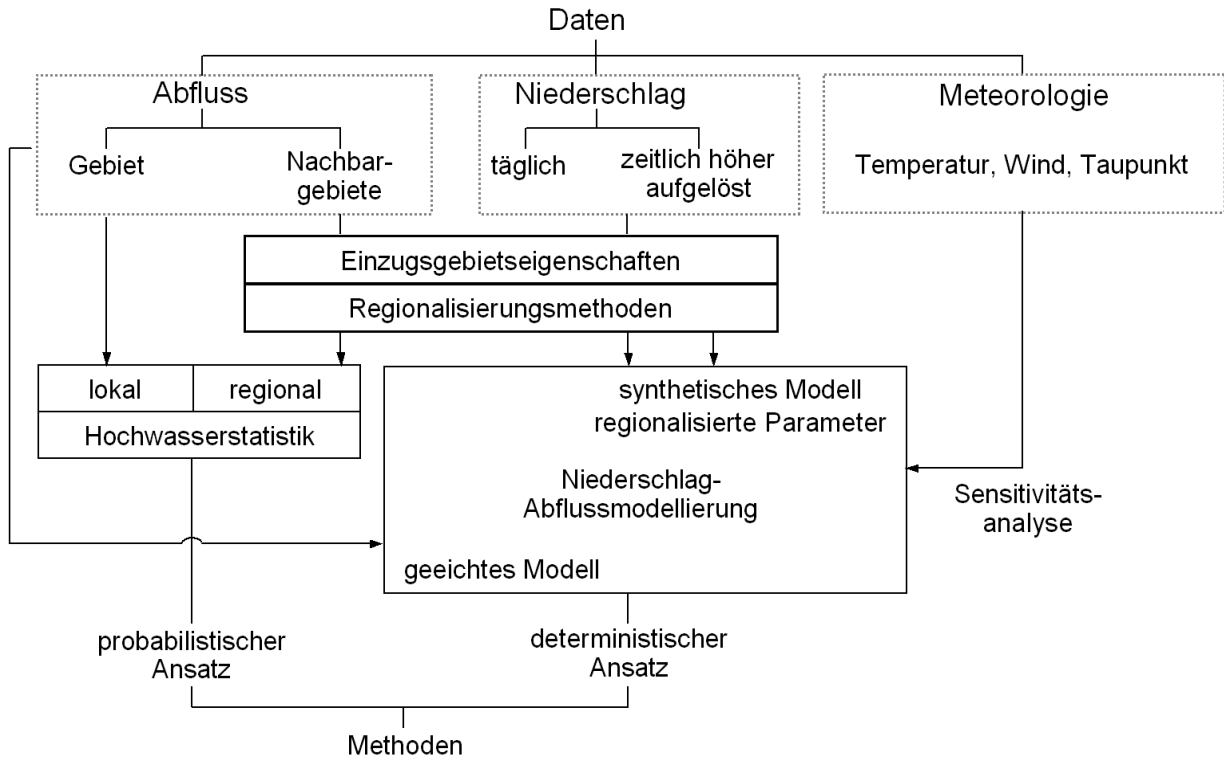 Daten
Abfluss
Niederschlag
Meteorologie
Gebiet
Nachbar-
gebiete
täglich
zeitlich höher
aufgelöst
Temperatur, Wind, Taupunkt
Einzugsgebietseigenschaften
Regionalisierungsmethoden
lokal
regional
Hochwasserstatistik
synthetisches Modell
regionalisierte Parameter
Niederschlag-
Abflussmodellierung
geeichtes Modell
Sensitivitäts-
analyse
probabilistischer
Ansatz
deterministischer
Ansatz
Methoden